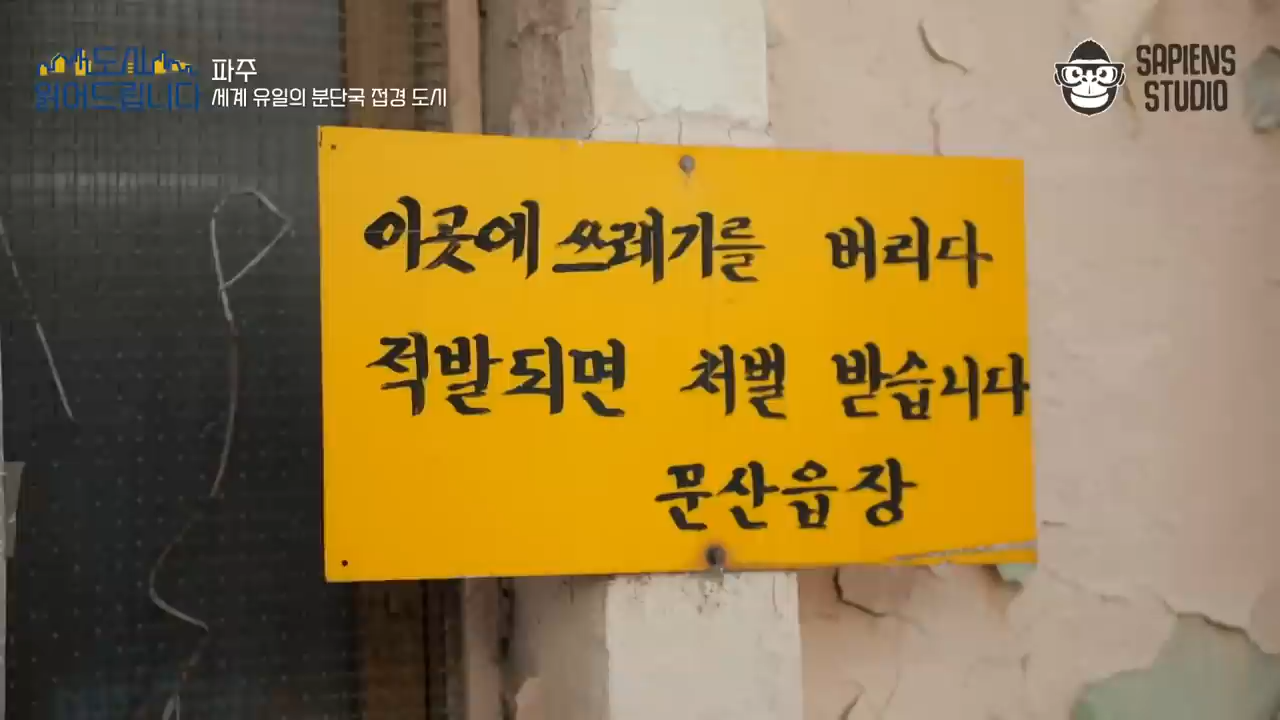 도시
읽어드립니다
파주
세계 유일의 분단국 접경 도시
SAPIENS
STUDIO
이곳에 쓰레기를 버리다
적발되면 처벌 받습니다
문산읍장